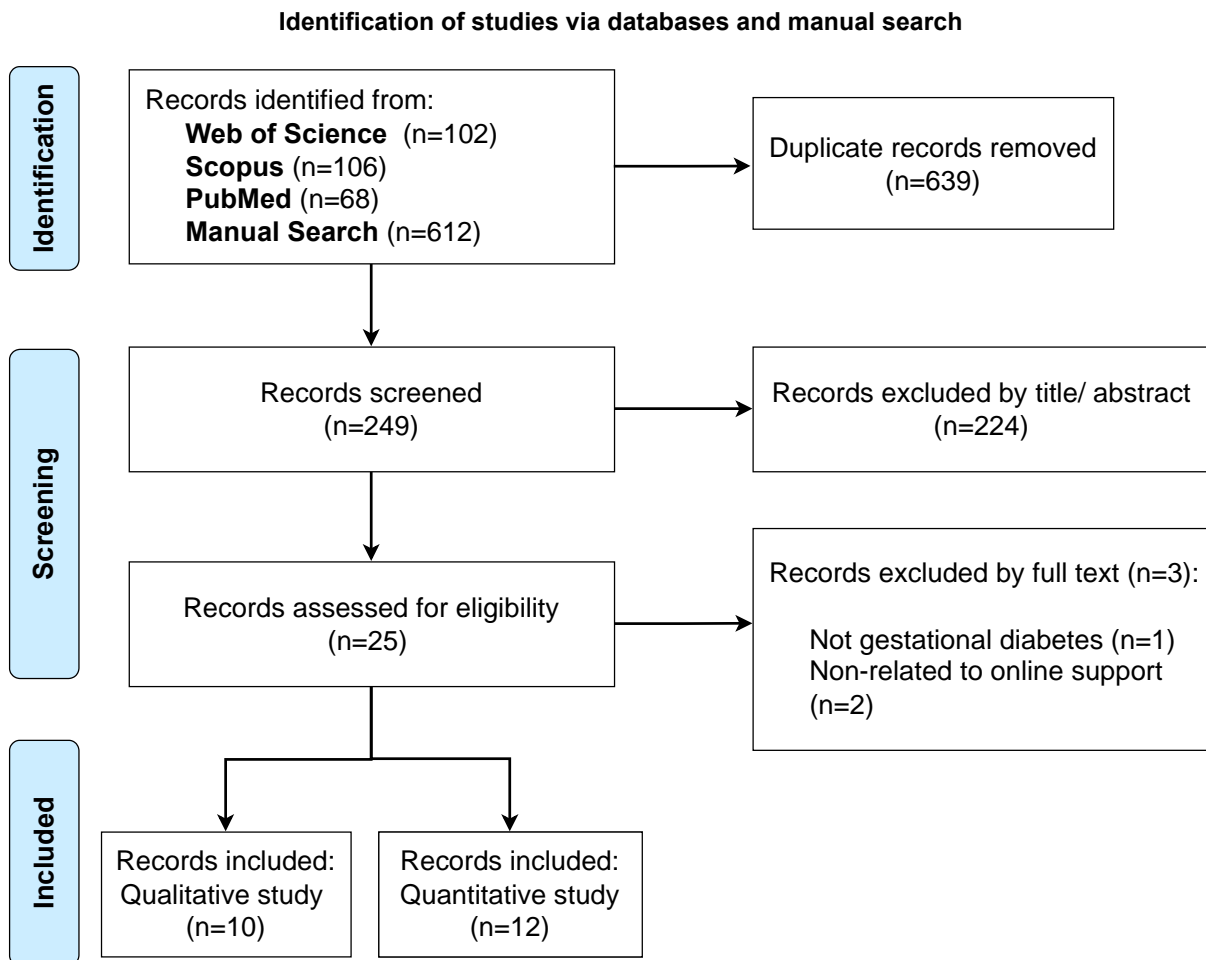 Identification of studies via databases and manual search
Identification
Records identified from:
Web of Science (n=102)
Scopus (n=106)
PubMed (n=68)
Manual Search (n=612)
Duplicate records removed
(n=639)
Screening
Records screened
(n=249)
Records excluded by title/ abstract
(n=224)
Records assessed for eligibility
(n=25)
Records excluded by full text (n=3):
Not gestational diabetes (n=1)
Non-related to online support
(n=2)
Included
Records included:
Qualitative study
(n=10)
Records included:
Quantitative study
(n=12)